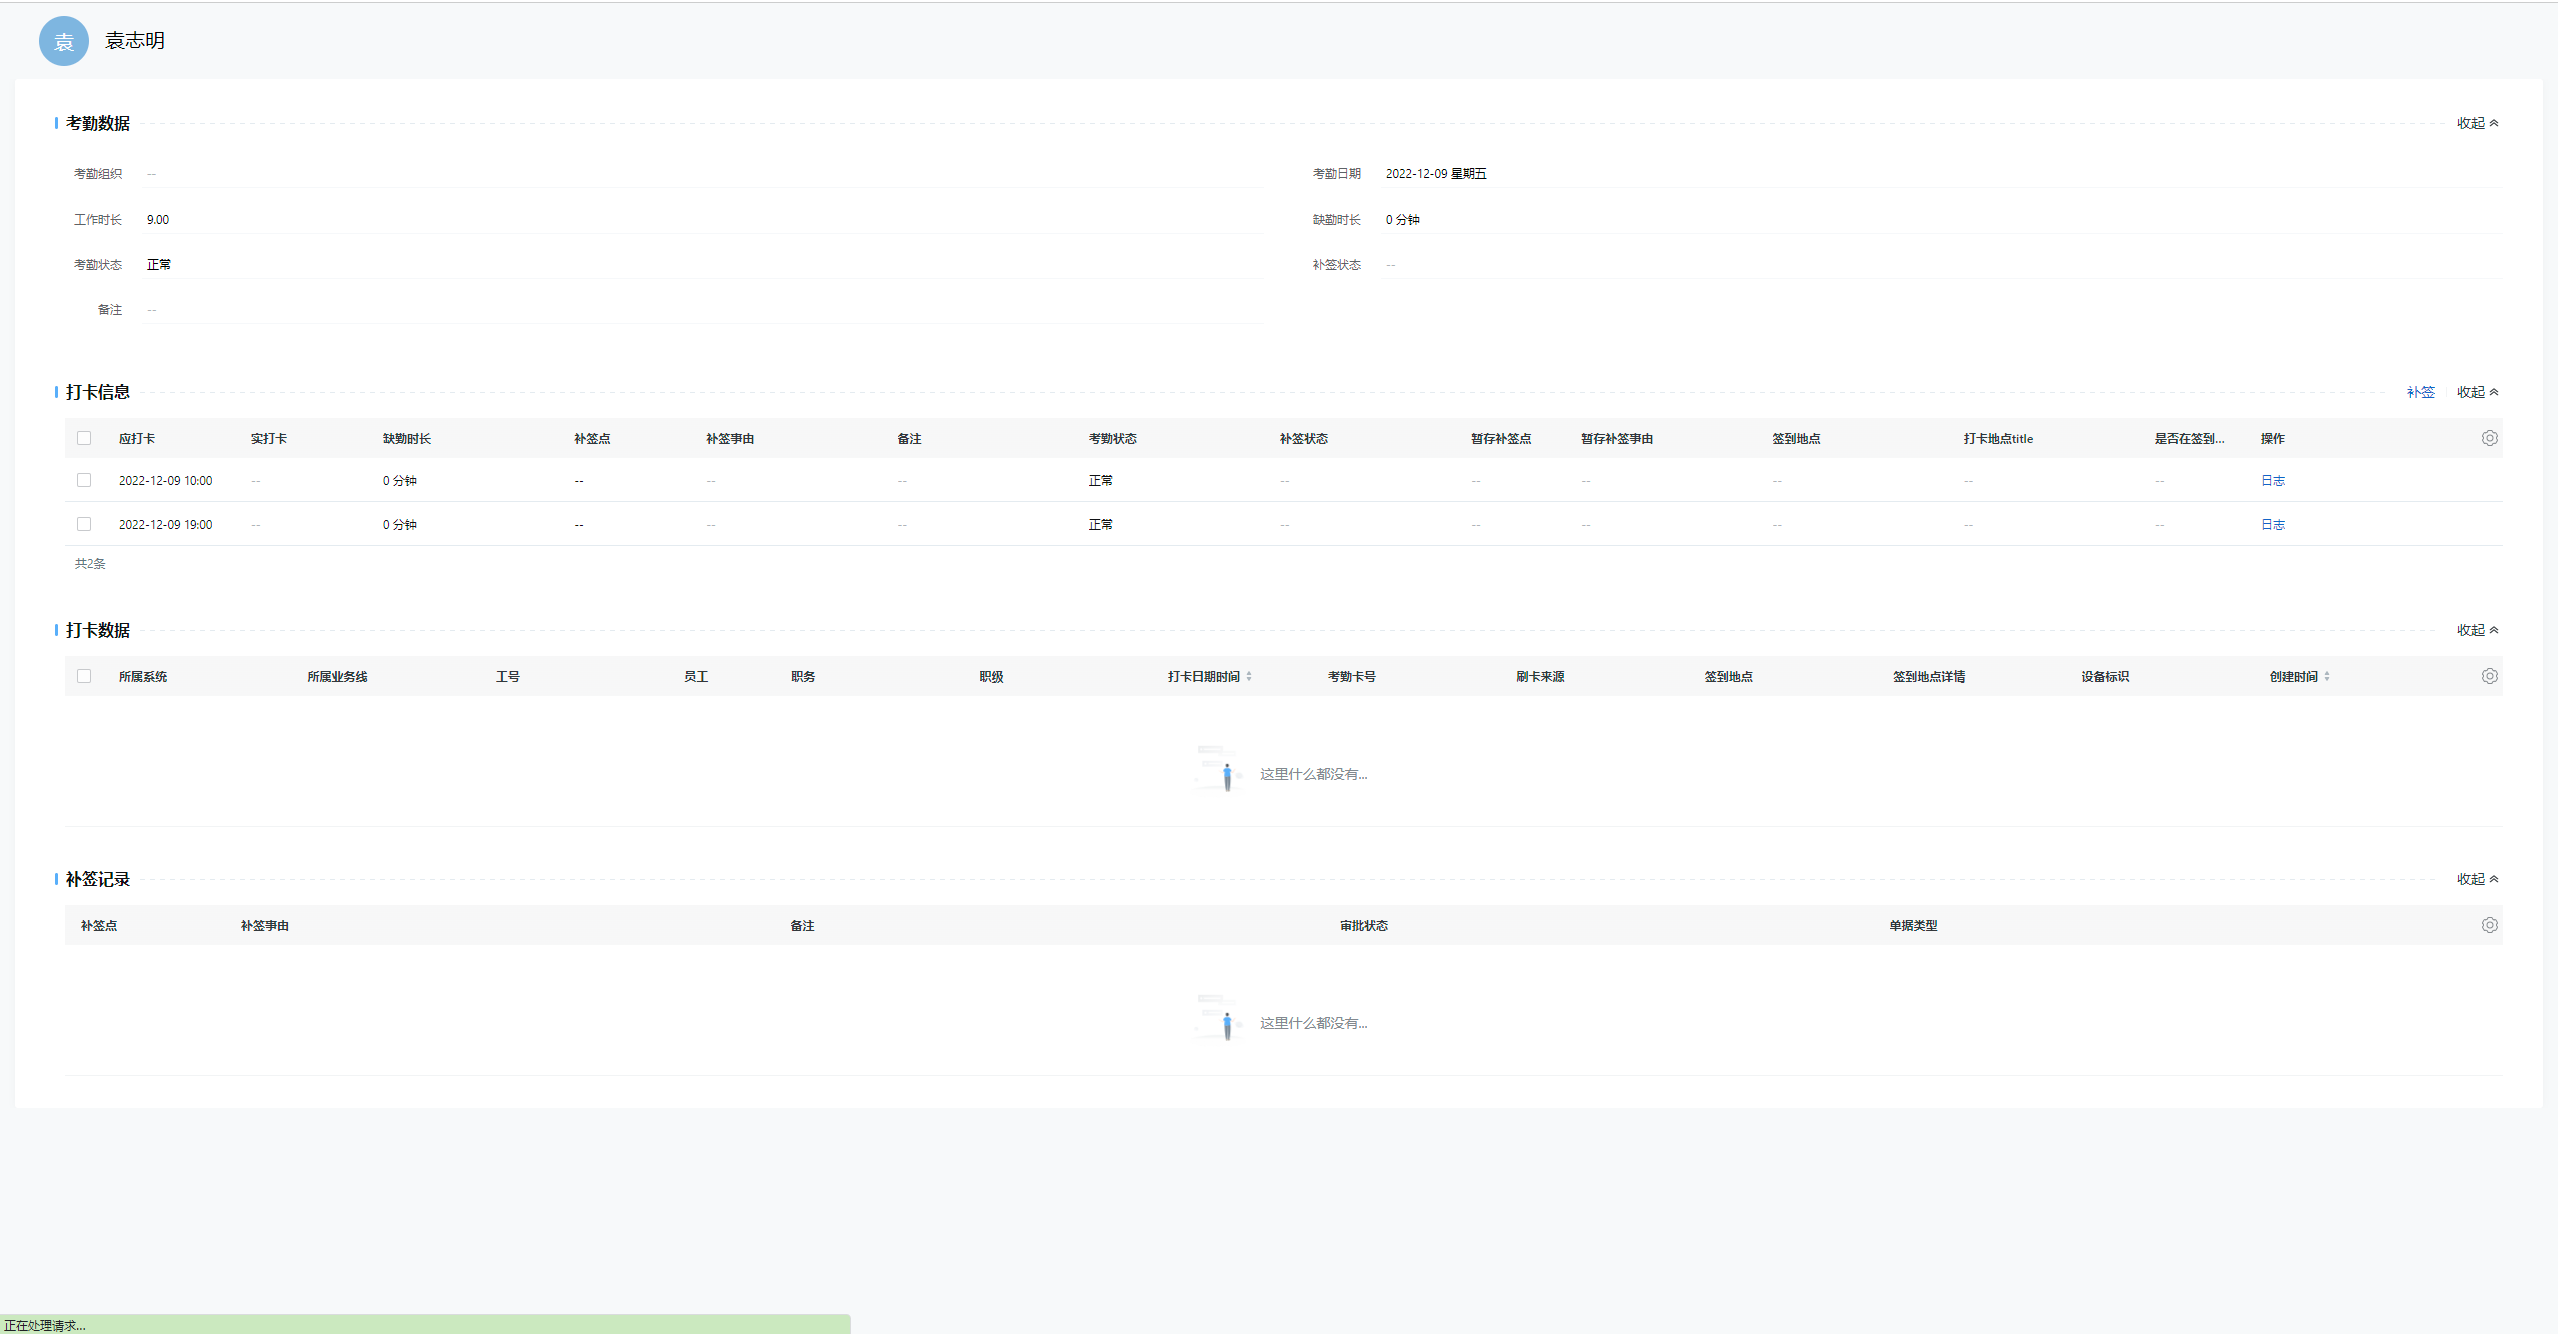 袁 袁志明
考勤数据 收起
考勤组织 -- 考勤日期 2022-12-09 星期五
工作时长 9.00 缺勤时长 0 分钟
考勤状态 正常 补签状态 --
备注 --
打卡信息 补签 收起
应打卡 实打卡 缺勤时长 补签点 补签事由 备注 考勤状态 补签状态 暂存补签点 暂存补签事由 签到地点 打卡地点title 是否在签到... 操作
2022-12-09 10:00 -- 0 分钟 -- -- -- 正常 -- -- -- -- -- -- 日志
2022-12-09 19:00 -- 0 分钟 -- -- -- 正常 -- -- -- -- -- -- 日志
共2条
打卡数据 收起
所属系统 所属业务线 工号 员工 职务 职级 打卡日期时间 考勤卡号 刷卡来源 签到地点 签到地点详情 设备标识 创建时间
这里什么都没有...
补签记录 收起
补签点 补签事由 备注 审批状态 单据类型
这里什么都没有...
正在处理请求...